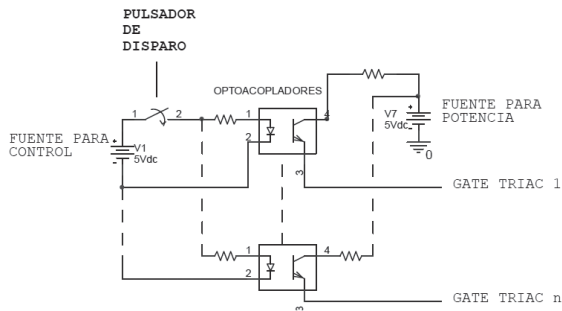 PULSADOR
DE
DISPARO
OPTOACOPLADORES
1 2
1
2
4
3
FUENTE PARA
CONTROL
+
V1
5Vdc
-
V7
5Vdc
+
-
0
FUENTE PARA
POTENCIA
GATE TRIAC 1
1
2
4
3
GATE TRIAC n